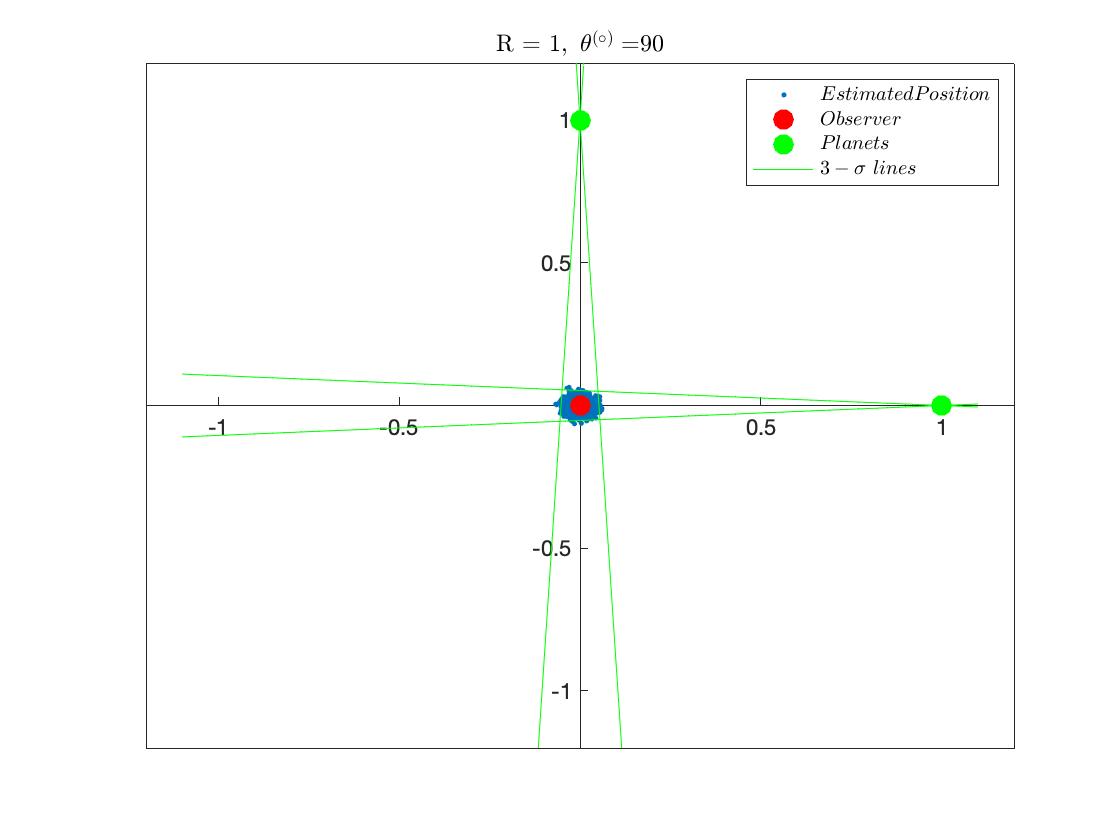 R = 1, θ^(∘) =90
EstimatedPosition
Observer
Planets
3 − σ lines
1
0.5
-1
-0.5
0.5
1
-0.5
-1